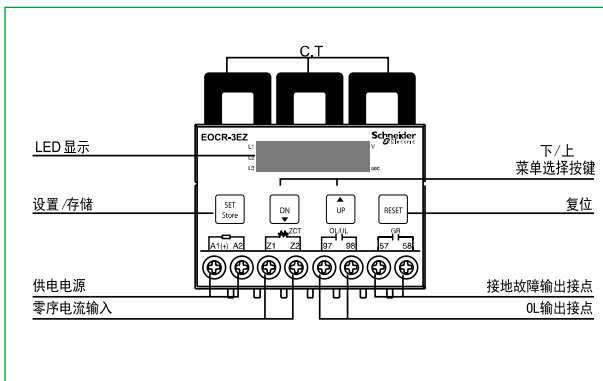 C.T
EOCR-3EZ
Schneider
Electric
LED 显示
L1
L2
L3
V
sec
下/上
菜单选择按键
设置/存储
SET
Store
DN
UP
RESET
复位
ZCT
OL/UL
GR
A1(+) A2 Z1 Z2 97 98 57 58
供电电源
接地故障输出接点
零序电流输入
OL输出接点